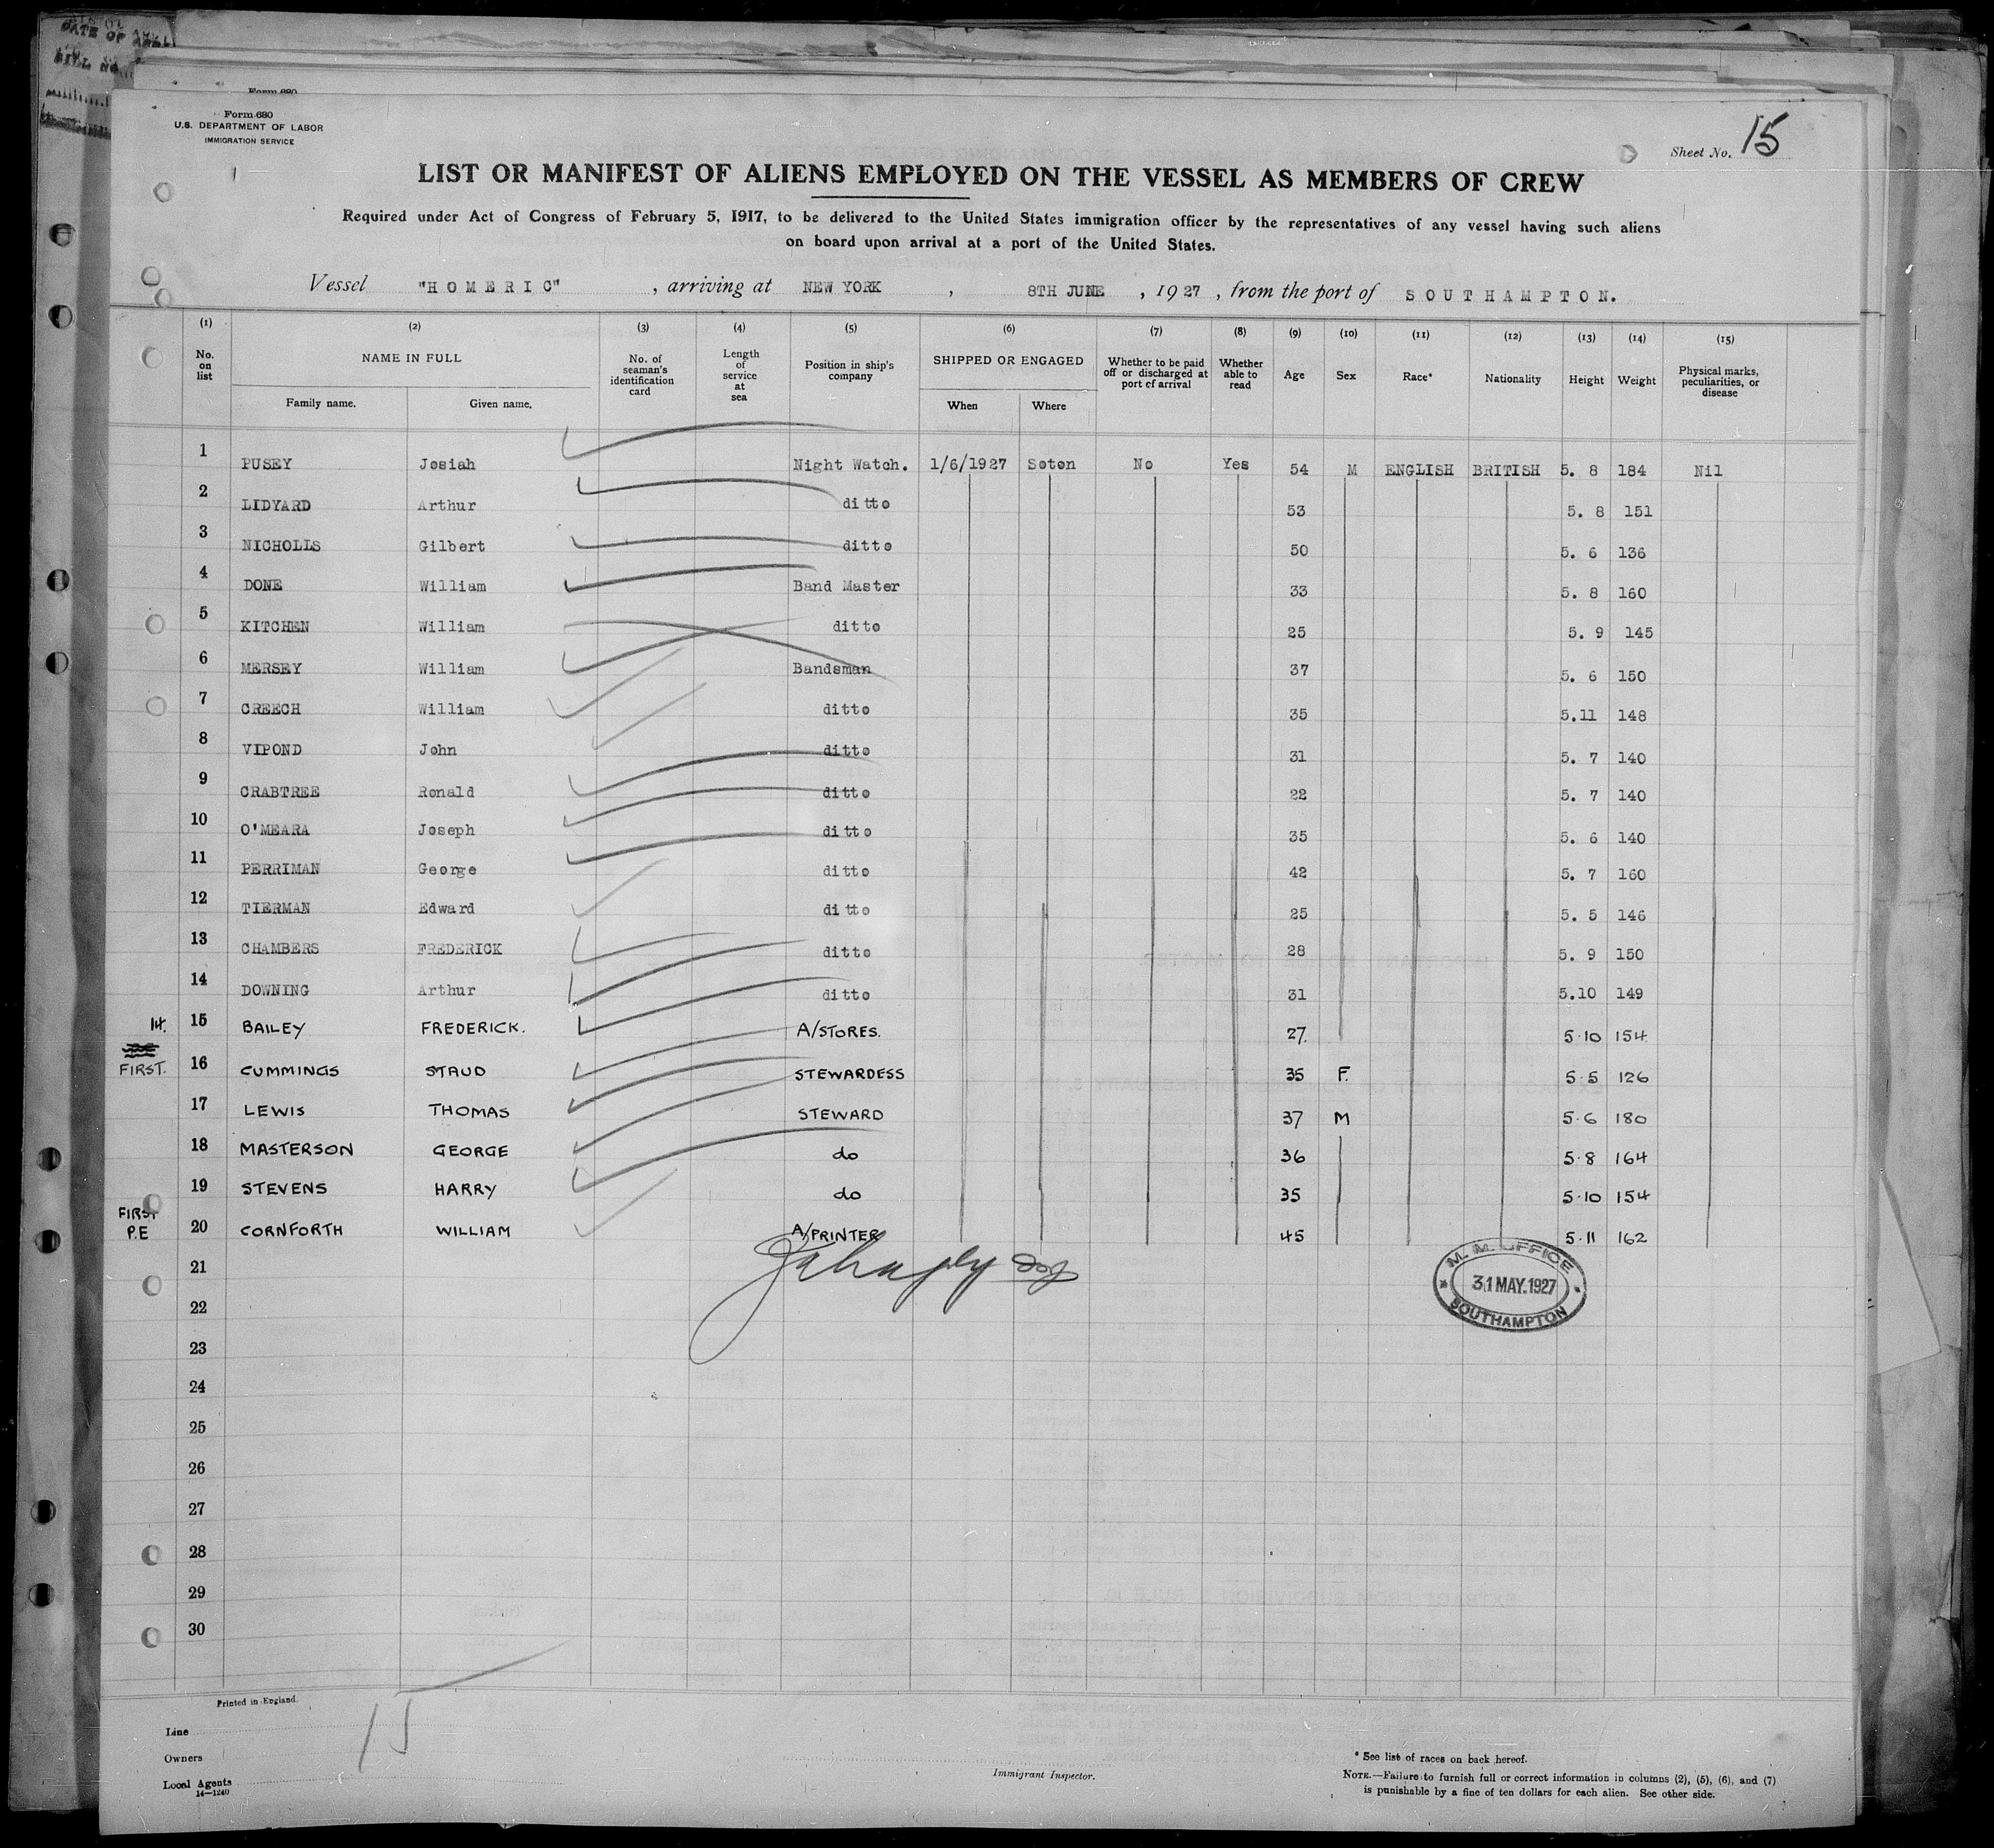 DATE OF
Form 680
Form 680
U.S. DEPARTMENT OF LABOR
IMMIGRATION SERVICE
Sheet No. 15
LIST OR MANIFEST OF ALIENS EMPLOYED ON THE VESSEL AS MEMBERS OF CREW
Required under Act of Congress of February 5, 1917, to be delivered to the United States immigration officer by the representatives of any vessel having such aliens
on board upon arrival at a port of the United States.
Vessel "HOMERIC", arriving at NEW YORK, 8TH JUNE, 1927, from the port of SOUTHAMPTON.
(1) (2) (3) (4) (5) (6) (7) (8) (9) (10) (11) (12) (13) (14) (15)
No. on list NAME IN FULL Family name. Given name. No. of seaman's identification card Length of service at sea Position in ship's company SHIPPED OR ENGAGED When Where Whether to be paid off or discharged at port of arrival Whether able to read Age Sex Race* Nationality Height Weight Physical marks, peculiarities, or disease
1 PUSEY Josiah Night Watch. 1/6/1927 Soton No Yes 54 M ENGLISH BRITISH 5. 8 184 Nil
2 LIDYARD Arthur ditto 53 5. 8 151
3 NICHOLLS Gilbert ditto 50 5. 6 136
4 DONE William Band Master 33 5. 8 160
5 KITCHEN William ditto 25 5. 9 145
6 MERSEY William Bandsman 37 5. 6 150
7 CREECH William ditto 35 5.11 148
8 VIPOND John ditto 31 5. 7 140
9 CRABTREE Ronald ditto 22 5. 7 140
10 O'MEARA Joseph ditto 35 5. 6 140
11 PERRIMAN George ditto 42 5. 7 160
12 TIERMAN Edward ditto 25 5. 5 146
13 CHAMBERS FREDERICK ditto 28 5. 9 150
14 DOWNING Arthur ditto 31 5.10 149
14. 15 BAILEY FREDERICK. A/STORES. 27. 5·10 154
FIRST. 16 CUMMINGS STAUD STEWARDESS 35 F. 5·5 126
17 LEWIS THOMAS STEWARD 37 M 5·6 180
18 MASTERSON GEORGE do 36 5·8 164
19 STEVENS HARRY do 35 5·10 154
FIRST P.E 20 CORNFORTH WILLIAM A/PRINTER 45 5·11 162
21
22
23
24
25
26
27
28
29
30
M. M. OFFICE
31 MAY.1927
SOUTHAMPTON
15
Printed in England.
Line
Owners
Local Agents
14—1240
Immigrant Inspector.
* See list of races on back hereof.
NOTE.—Failure to furnish full or correct information in columns (2), (5), (6), and (7)
is punishable by a fine of ten dollars for each alien. See other side.